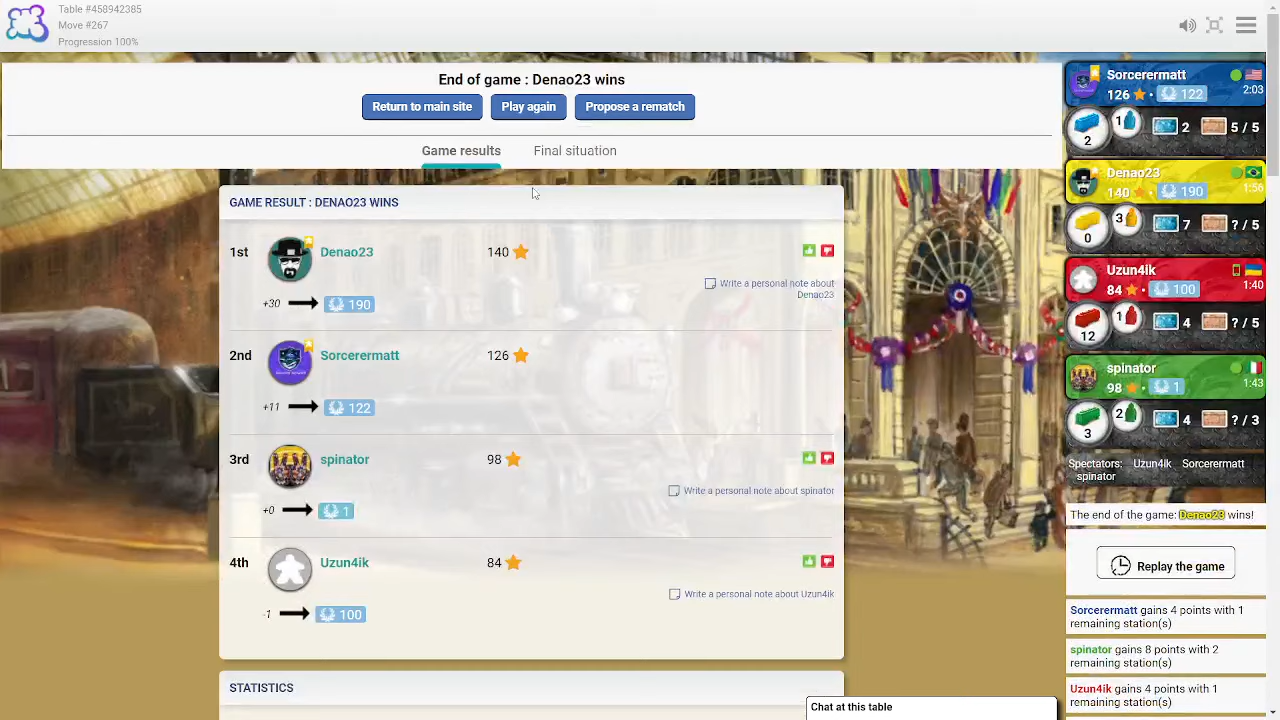 Table #458942385
Move #267
Progression 100%
End of game : Denao23 wins
Return to main site
Play again
Propose a rematch
Game results
Final situation
GAME RESULT : DENAO23 WINS
1st
Denao23
140
Write a personal note about
Denao23
+30
190
2nd
Sorcerermatt
126
+11
122
3rd
spinator
98
Write a personal note about spinator
+0
1
4th
Uzun4ik
84
Write a personal note about Uzun4ik
-1
100
STATISTICS
Sorcerermatt
126 • 122
2:03
2
1
2
5 / 5
Denao23
140 • 190
1:56
0
3
7
? / 5
Uzun4ik
84 • 100
1:40
12
1
4
? / 5
spinator
98 • 1
1:43
3
2
4
? / 3
Spectators: Uzun4ik Sorcerermatt
spinator
The end of the game: Denao23 wins!
Replay the game
Sorcerermatt gains 4 points with 1
remaining station(s)
spinator gains 8 points with 2
remaining station(s)
Uzun4ik gains 4 points with 1
remaining station(s)
Chat at this table